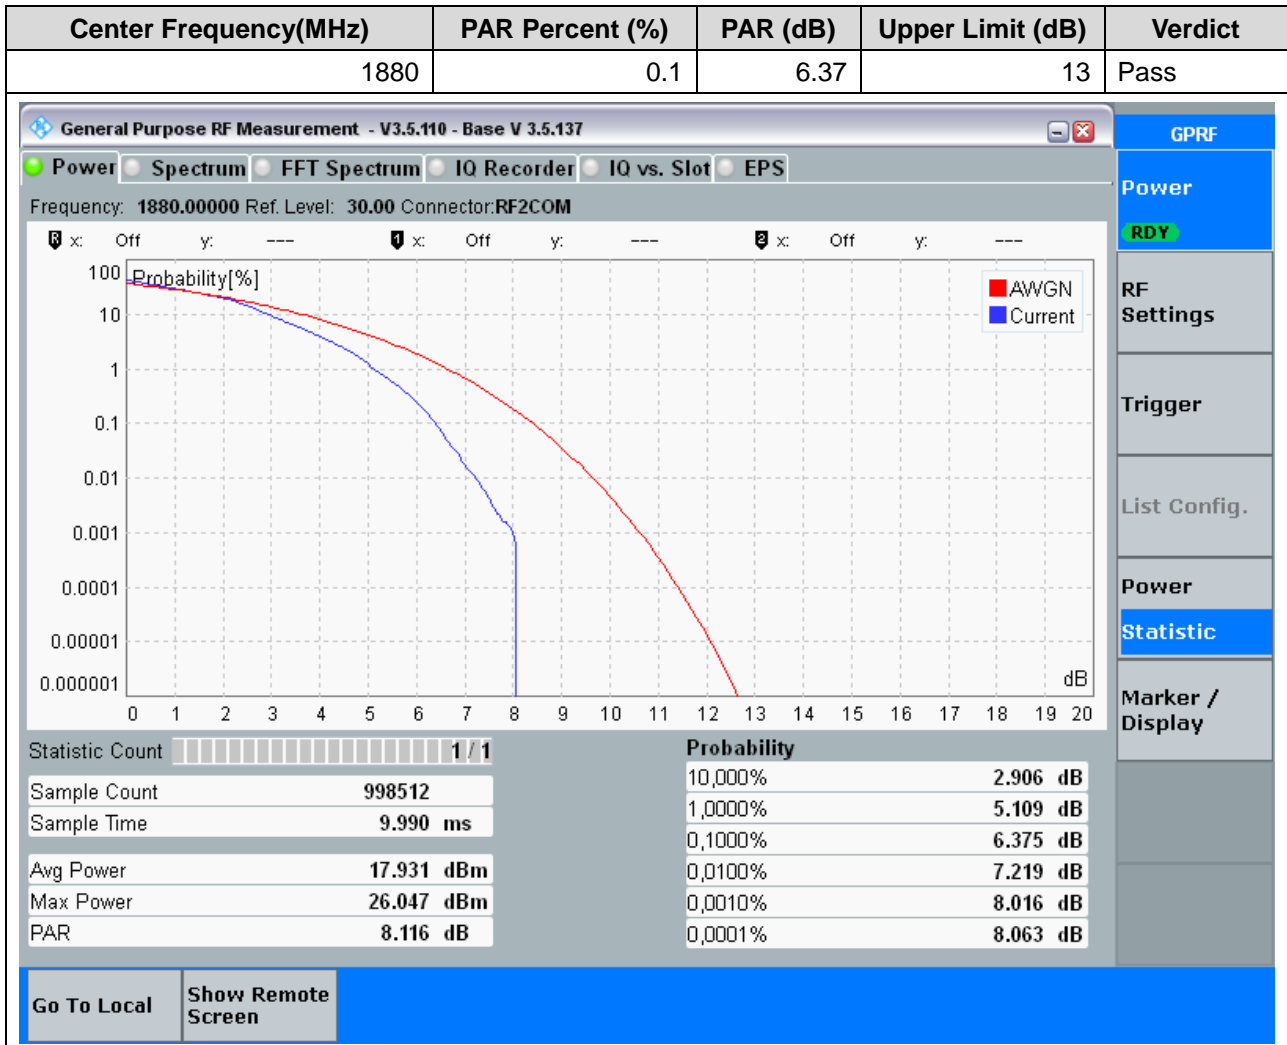 Center Frequency(MHz) PAR Percent (%) PAR (dB) Upper Limit (dB) Verdict
1880 0.1 6.37 13 Pass
General Purpose RF Measurement - V3.5.110 - Base V 3.5.137
GPRF
Power Spectrum FFT Spectrum IQ Recorder IQ vs. Slot EPS
Power
RDY
Frequency: 1880.00000 Ref. Level: 30.00 Connector:RF2COM
R x: Off y: --- 1 x: Off y: --- 2 x: Off y: ---
Probability[%]
AWGN
Current
100
10
1
0.1
0.01
0.001
0.0001
0.00001
0.000001
dB
0 1 2 3 4 5 6 7 8 9 10 11 12 13 14 15 16 17 18 19 20
RF
Settings
Trigger
List Config.
Power
Statistic
Marker /
Display
Statistic Count 1 / 1
Sample Count 998512
Sample Time 9.990 ms
Avg Power 17.931 dBm
Max Power 26.047 dBm
PAR 8.116 dB
Probability
10,000% 2.906 dB
1,0000% 5.109 dB
0,1000% 6.375 dB
0,0100% 7.219 dB
0,0010% 8.016 dB
0,0001% 8.063 dB
Go To Local
Show Remote
Screen